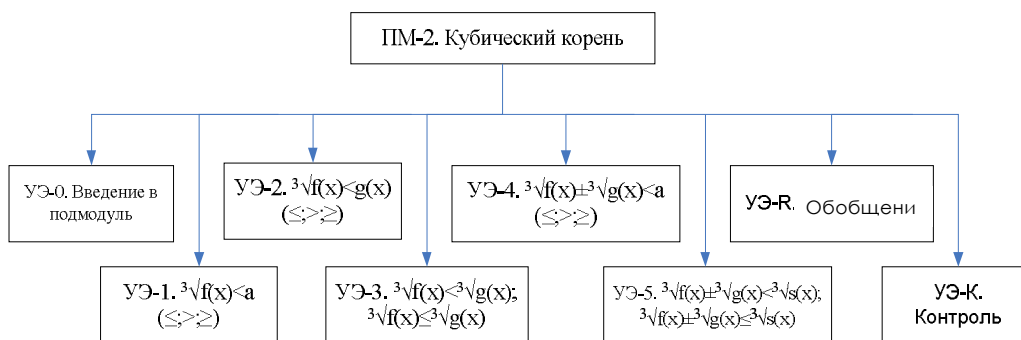 ПМ-2. Кубический корень
УЭ-0. Введение в
подмодуль
УЭ-2. ³√f(x)<g(x)
(≤;>;≥)
УЭ-4. ³√f(x)±³√g(x)<a
(≤;>;≥)
УЭ-R. Обобщени
УЭ-1. ³√f(x)<a
(≤;>;≥)
УЭ-3. ³√f(x)<³√g(x);
³√f(x)≤³√g(x)
УЭ-5. ³√f(x)±³√g(x)<³√s(x);
³√f(x)±³√g(x)≤³√s(x)
УЭ-К.
Контроль